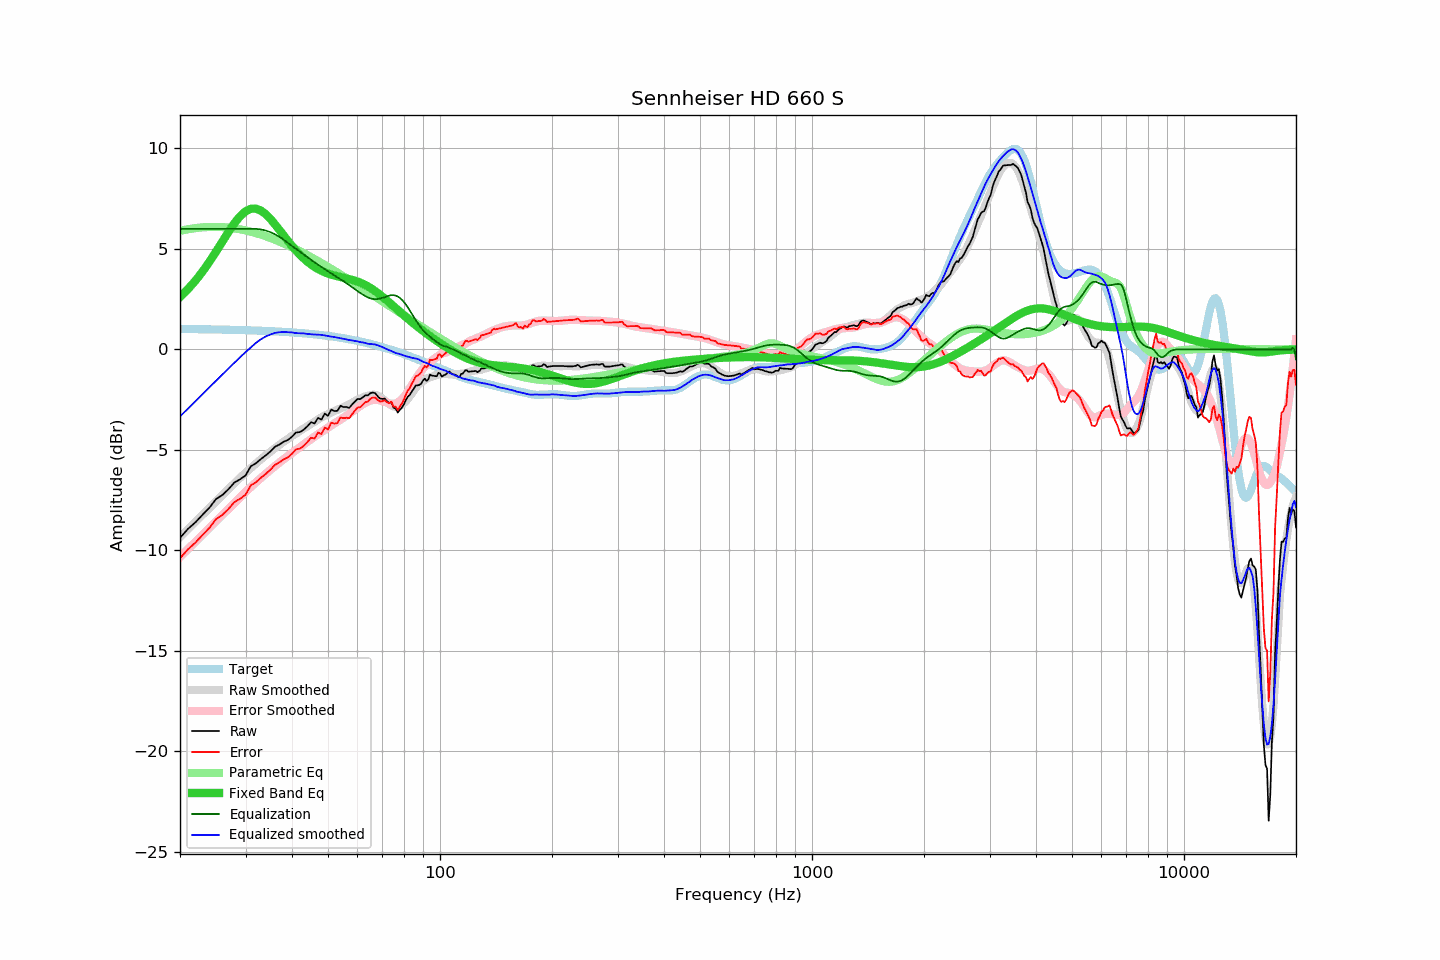 Sennheiser HD 660 S
Amplitude (dBr)
10
5
0
−5
−10
−15
−20
−25
Target
Raw Smoothed
Error Smoothed
Raw
Error
Parametric Eq
Fixed Band Eq
Equalization
Equalized smoothed
100
1000
10000
Frequency (Hz)